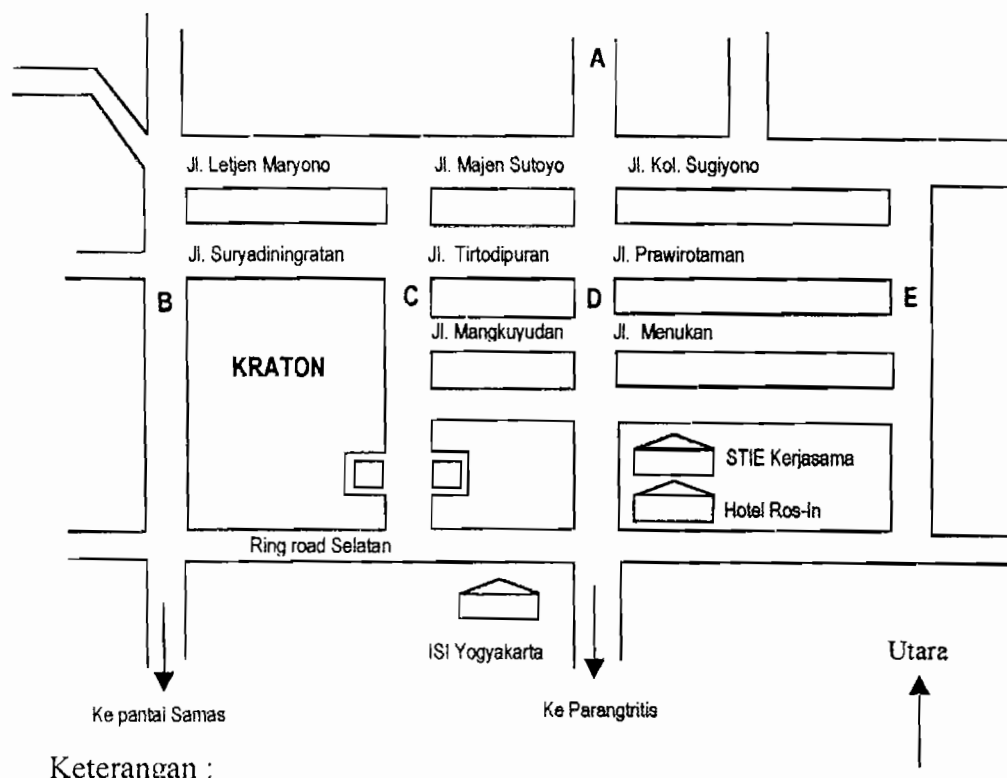 A
Jl. Letjen Maryono
Jl. Majen Sutoyo
Jl. Kol. Sugiyono
Jl. Suryadiningratan
Jl. Tirtodipuran
Jl. Prawirotaman
B
C
D
E
Jl. Mangkuyudan
Jl. Menukan
KRATON
STIE Kerjasama
Hotel Ros-in
Ring road Selatan
ISI Yogyakarta
Utara
Ke pantai Samas
Ke Parangtritis
Keterangan :